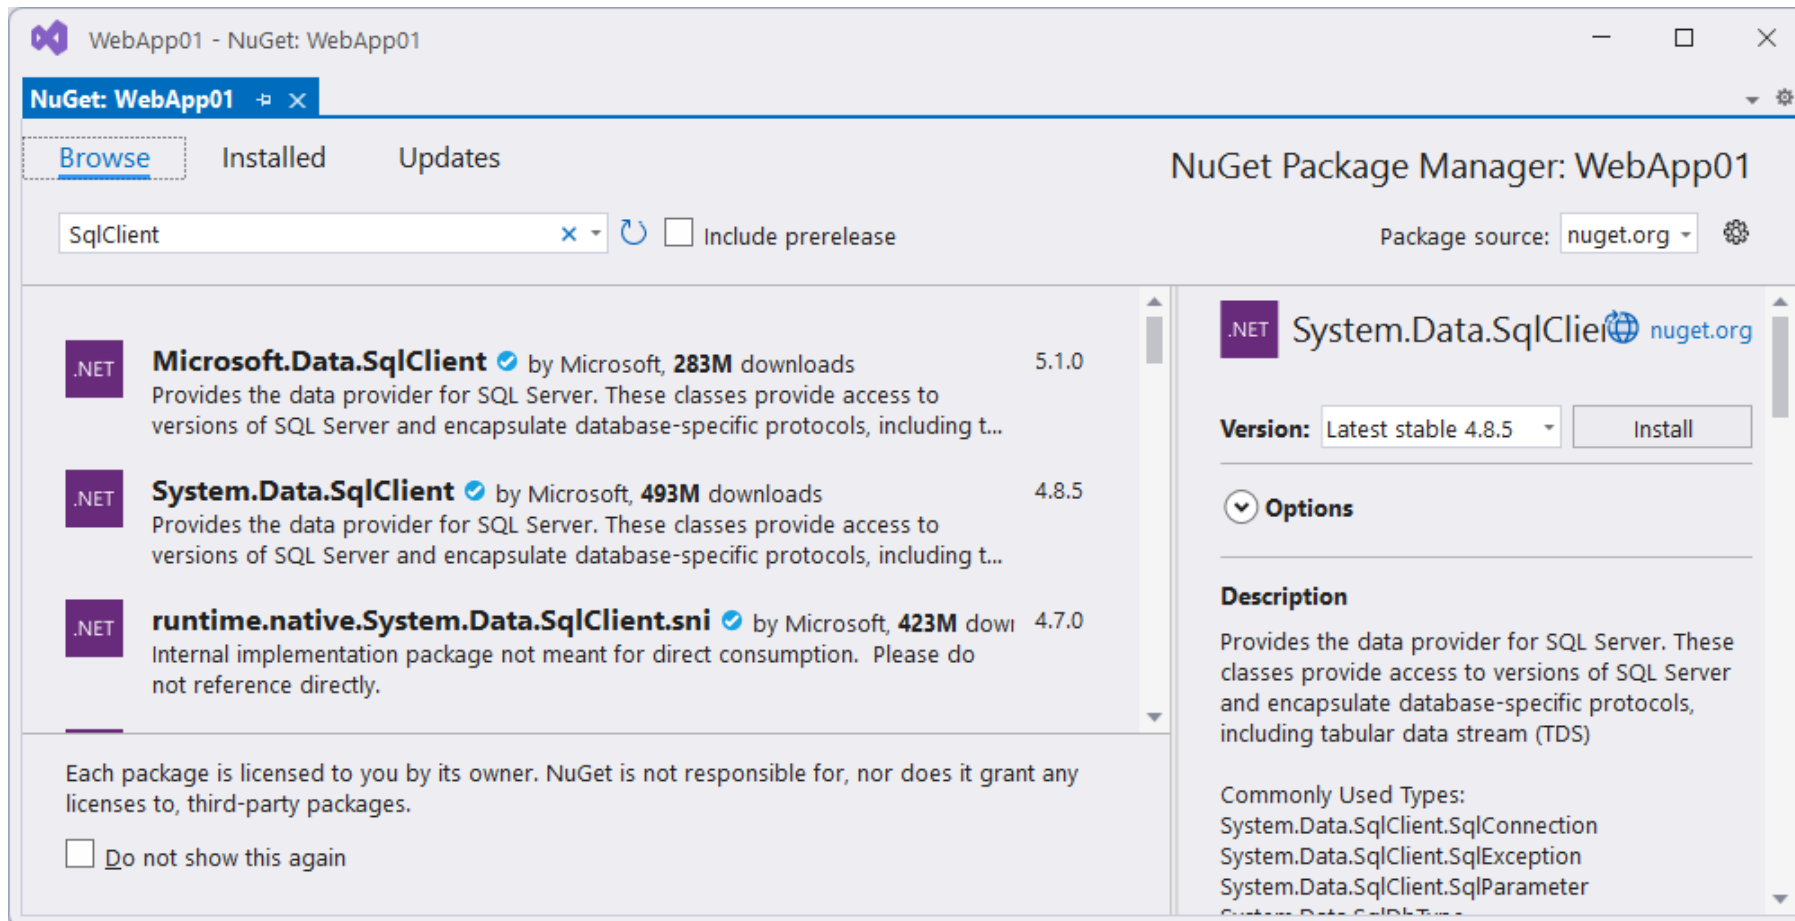 WebApp01 - NuGet: WebApp01
NuGet: WebApp01
Browse Installed Updates
NuGet Package Manager: WebApp01
SqlClient
Include prerelease
Package source: nuget.org
.NET
Microsoft.Data.SqlClient by Microsoft, 283M downloads 5.1.0
Provides the data provider for SQL Server. These classes provide access to
versions of SQL Server and encapsulate database-specific protocols, including t...
.NET
System.Data.SqlClient by Microsoft, 493M downloads 4.8.5
Provides the data provider for SQL Server. These classes provide access to
versions of SQL Server and encapsulate database-specific protocols, including t...
.NET
runtime.native.System.Data.SqlClient.sni by Microsoft, 423M 4.7.0
Internal implementation package not meant for direct consumption. Please do
not reference directly.
Each package is licensed to you by its owner. NuGet is not responsible for, nor does it grant any
licenses to, third-party packages.
Do not show this again
.NET
System.Data.SqlClie nuget.org
Version: Latest stable 4.8.5 Install
Options
Description
Provides the data provider for SQL Server. These
classes provide access to versions of SQL Server
and encapsulate database-specific protocols,
including tabular data stream (TDS)
Commonly Used Types:
System.Data.SqlClient.SqlConnection
System.Data.SqlClient.SqlException
System.Data.SqlClient.SqlParameter